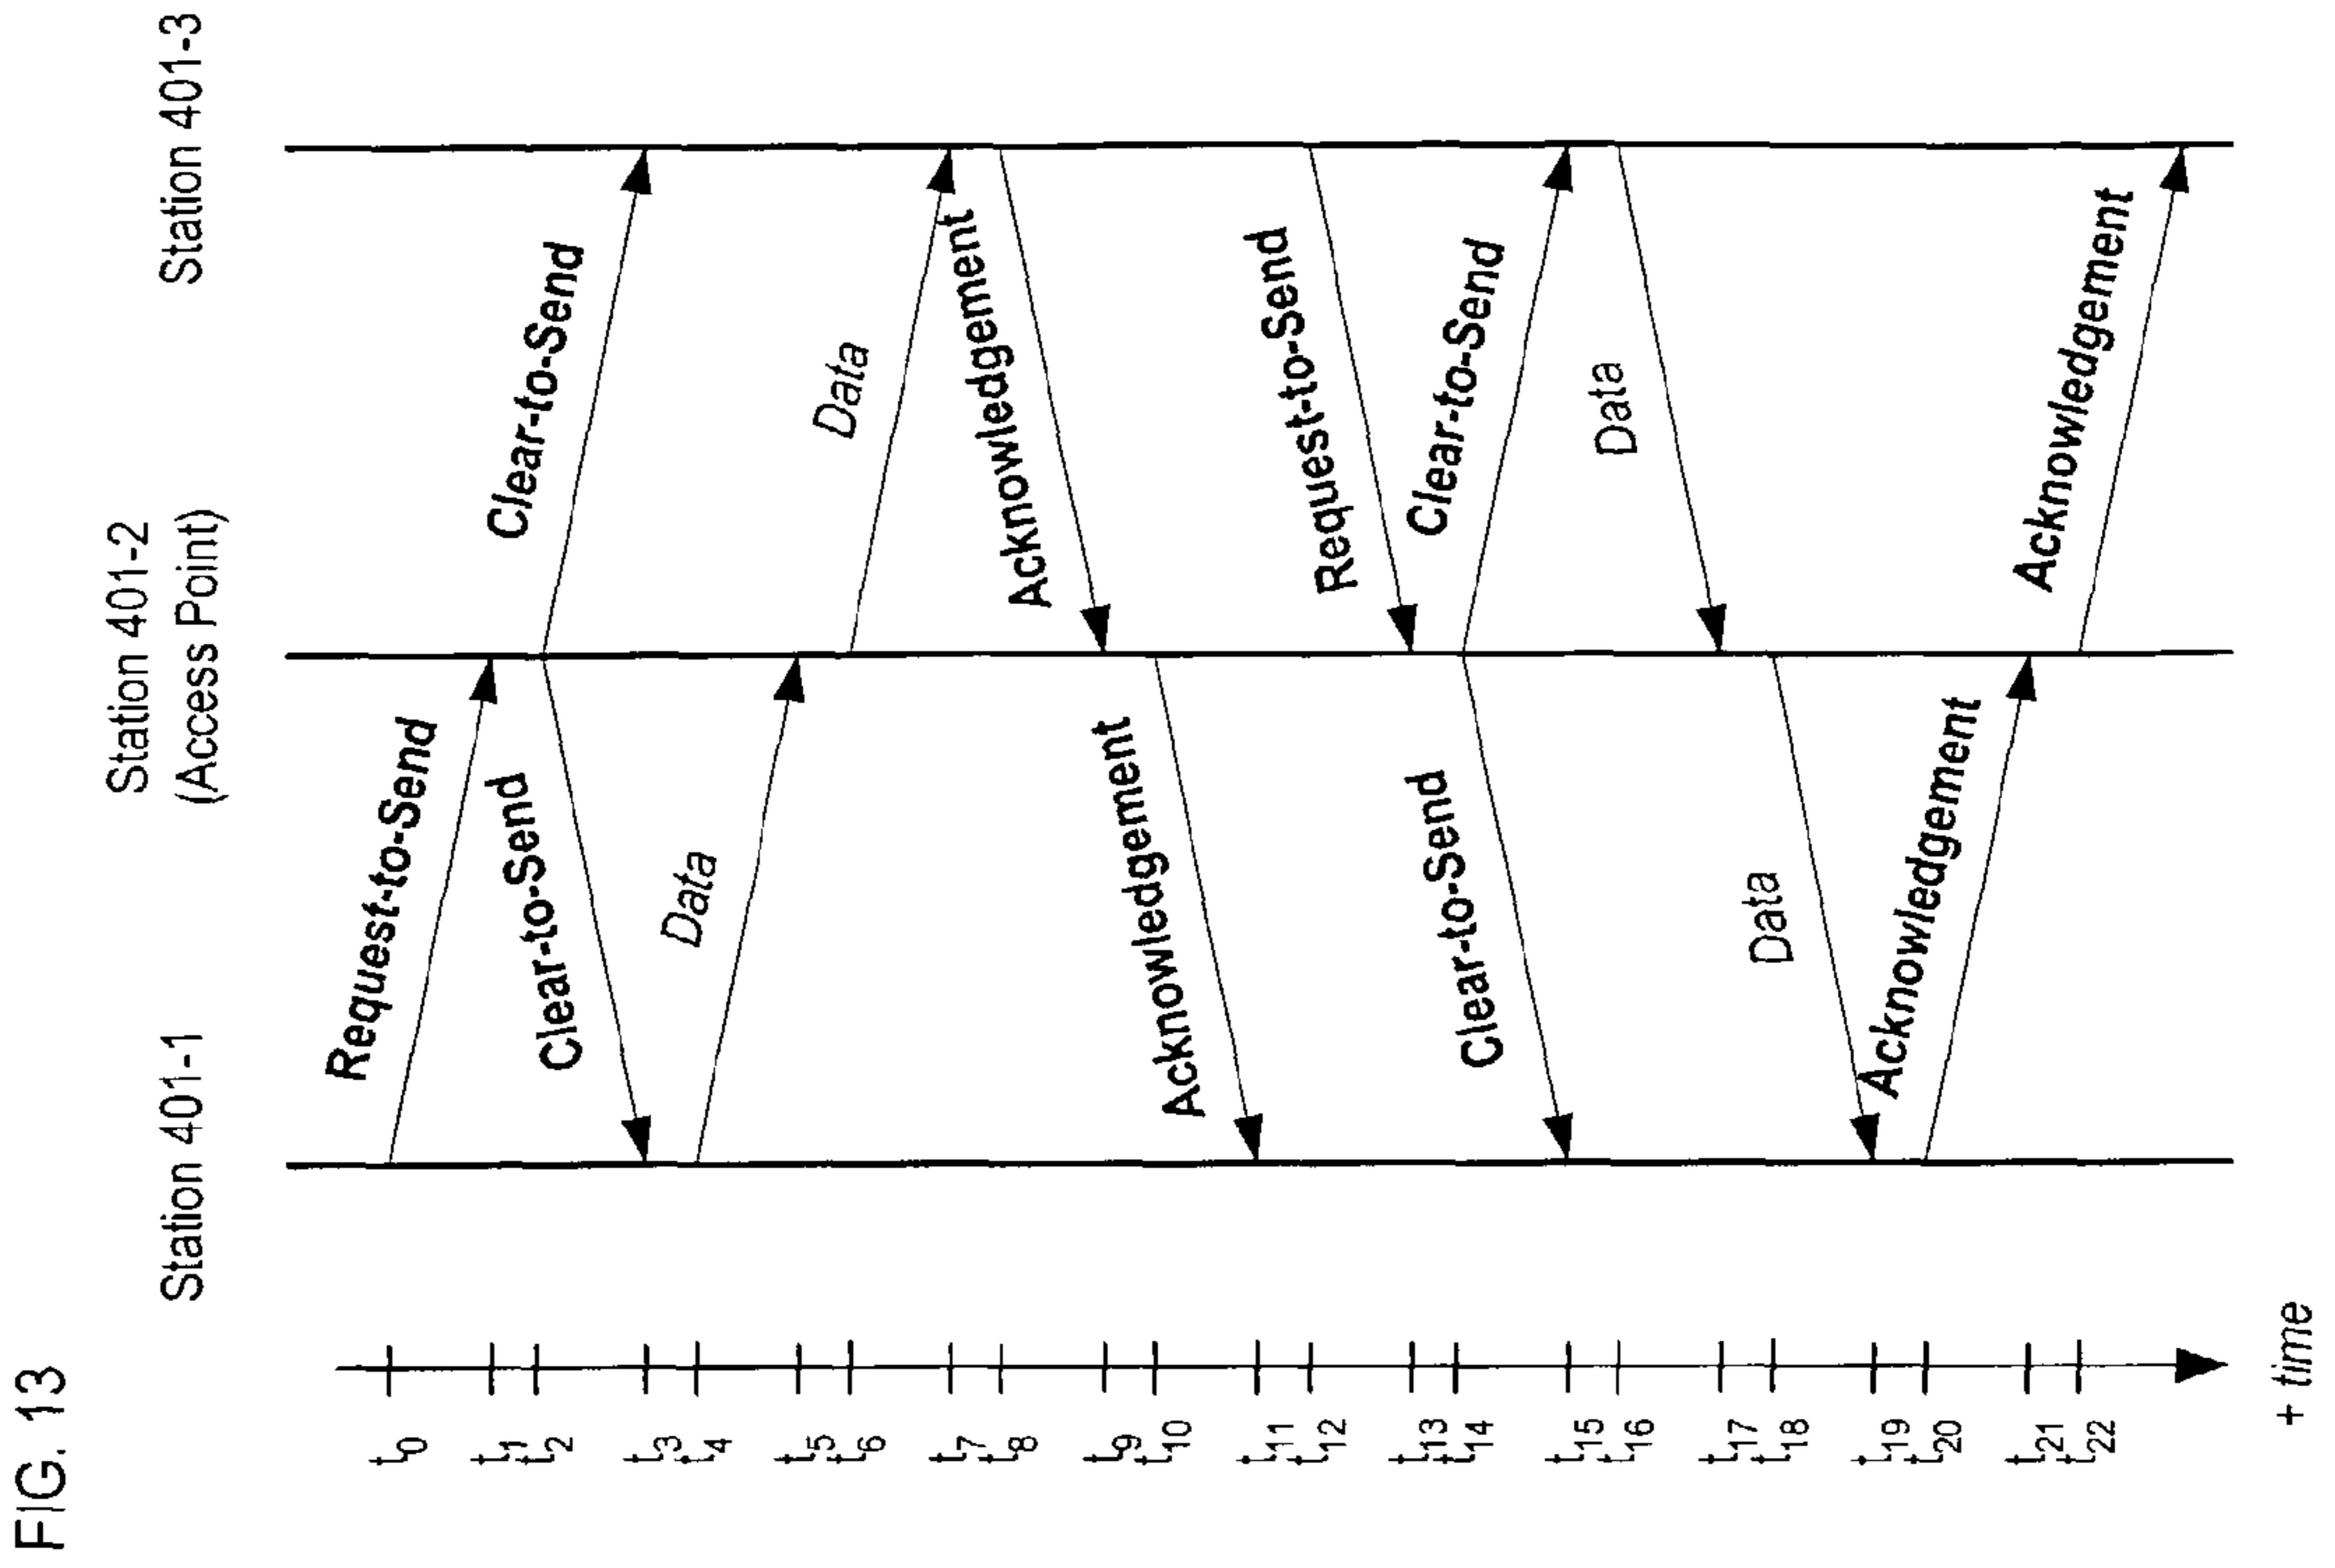 FIG. 13
Station 401-1
Station 401-2
(Access Point)
Station 401-3
t0
t1
t2
t3
t4
t5
t6
t7
t8
t9
t10
t11
t12
t13
t14
t15
t16
t17
t18
t19
t20
t21
t22
+ time
Request-to-Send
Clear-to-Send
Clear-to-Send
Data
Data
Acknowledgement
Acknowledgement
Request-to-Send
Clear-to-Send
Clear-to-Send
Data
Data
Acknowledgement
Acknowledgement